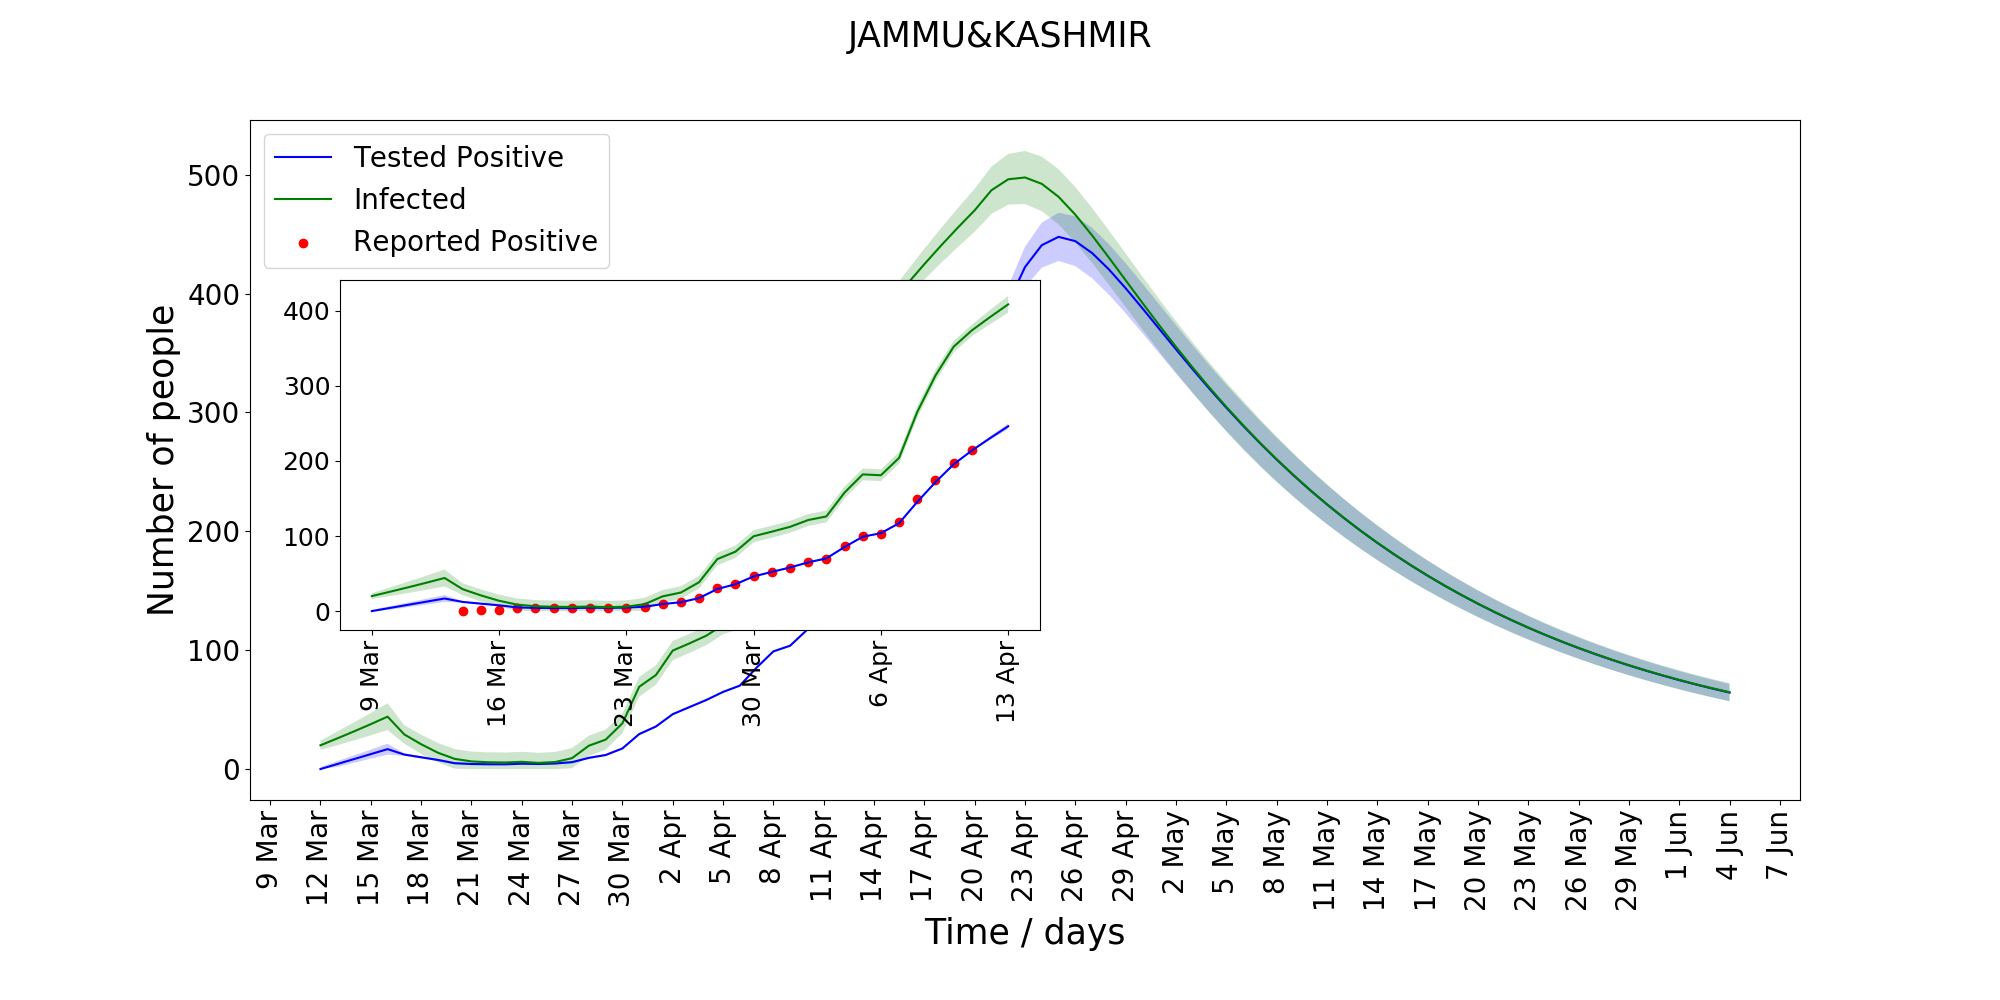 JAMMU&KASHMIR
Tested Positive
Infected
Reported Positive
Number of people
500
400
300
200
100
0
400
300
200
100
0
9 Mar
16 Mar
23 Mar
30 Mar
6 Apr
13 Apr
9 Mar
12 Mar
15 Mar
18 Mar
21 Mar
24 Mar
27 Mar
30 Mar
2 Apr
5 Apr
8 Apr
11 Apr
14 Apr
17 Apr
20 Apr
23 Apr
26 Apr
29 Apr
2 May
5 May
8 May
11 May
14 May
17 May
20 May
23 May
26 May
29 May
1 Jun
4 Jun
7 Jun
Time / days